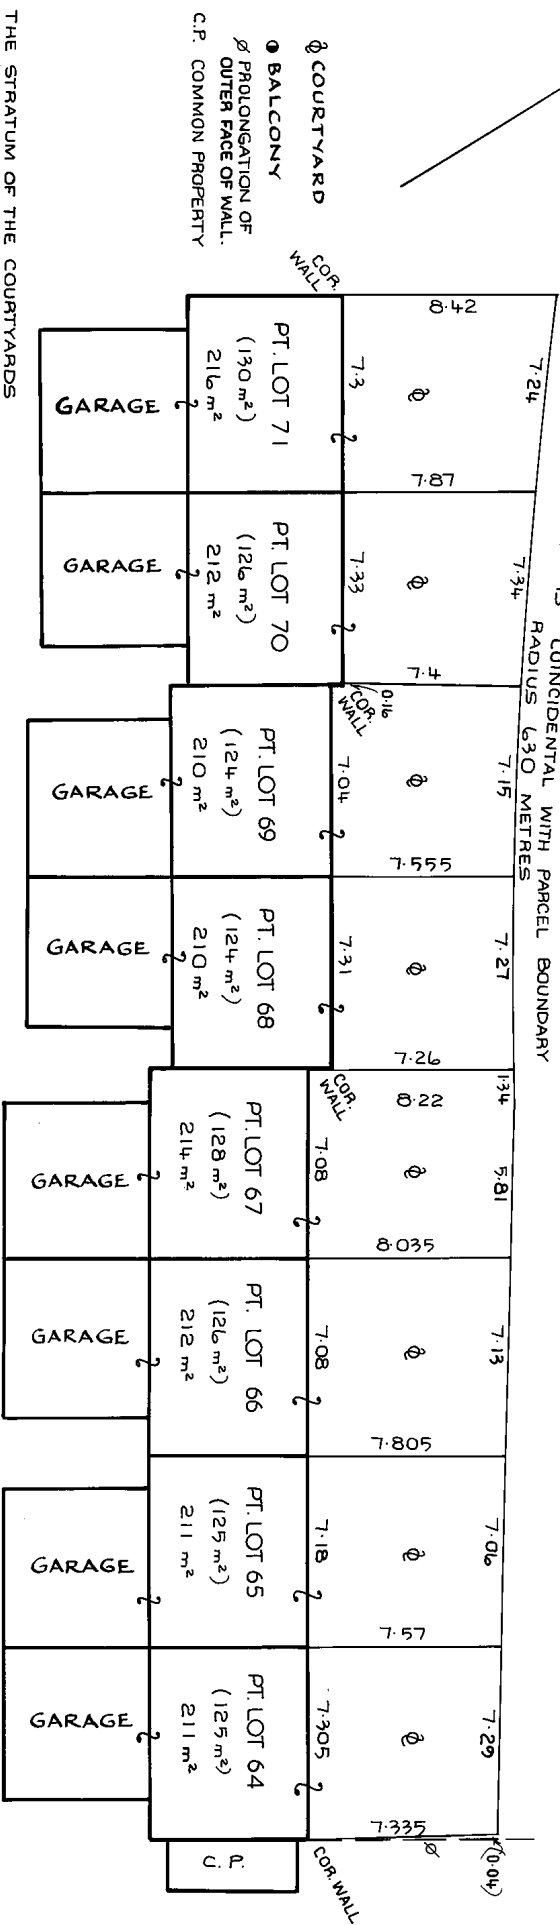 THE STRATUM OF THE COURTYARDS
COURTYARD
BALCONY
Ø PROLONGATION OF
OUTER FACE OF WALL.
C.P. COMMON PROPERTY
IS COINCIDENTAL WITH PARCEL BOUNDARY
RADIUS 630 METRES
COR.
WALL
8.42
7.24
7.3
7.87
PT. LOT 71
(130 m²)
216 m²
GARAGE
7.34
7.33
7.4
PT. LOT 70
(126 m²)
212 m²
GARAGE
0.16
COR.
WALL
7.15
7.04
7.555
PT. LOT 69
(124 m²)
210 m²
GARAGE
7.27
7.31
7.26
PT. LOT 68
(124 m²)
210 m²
GARAGE
COR.
WALL
1.34
8.22
5.81
7.08
8.035
PT. LOT 67
(128 m²)
214 m²
GARAGE
7.13
7.08
7.805
PT. LOT 66
(126 m²)
212 m²
GARAGE
7.06
7.18
7.57
PT. LOT 65
(125 m²)
211 m²
GARAGE
7.29
7.305
7.335
PT. LOT 64
(125 m²)
211 m²
GARAGE
Ø
(0.04)
C.P.
COR. WALL